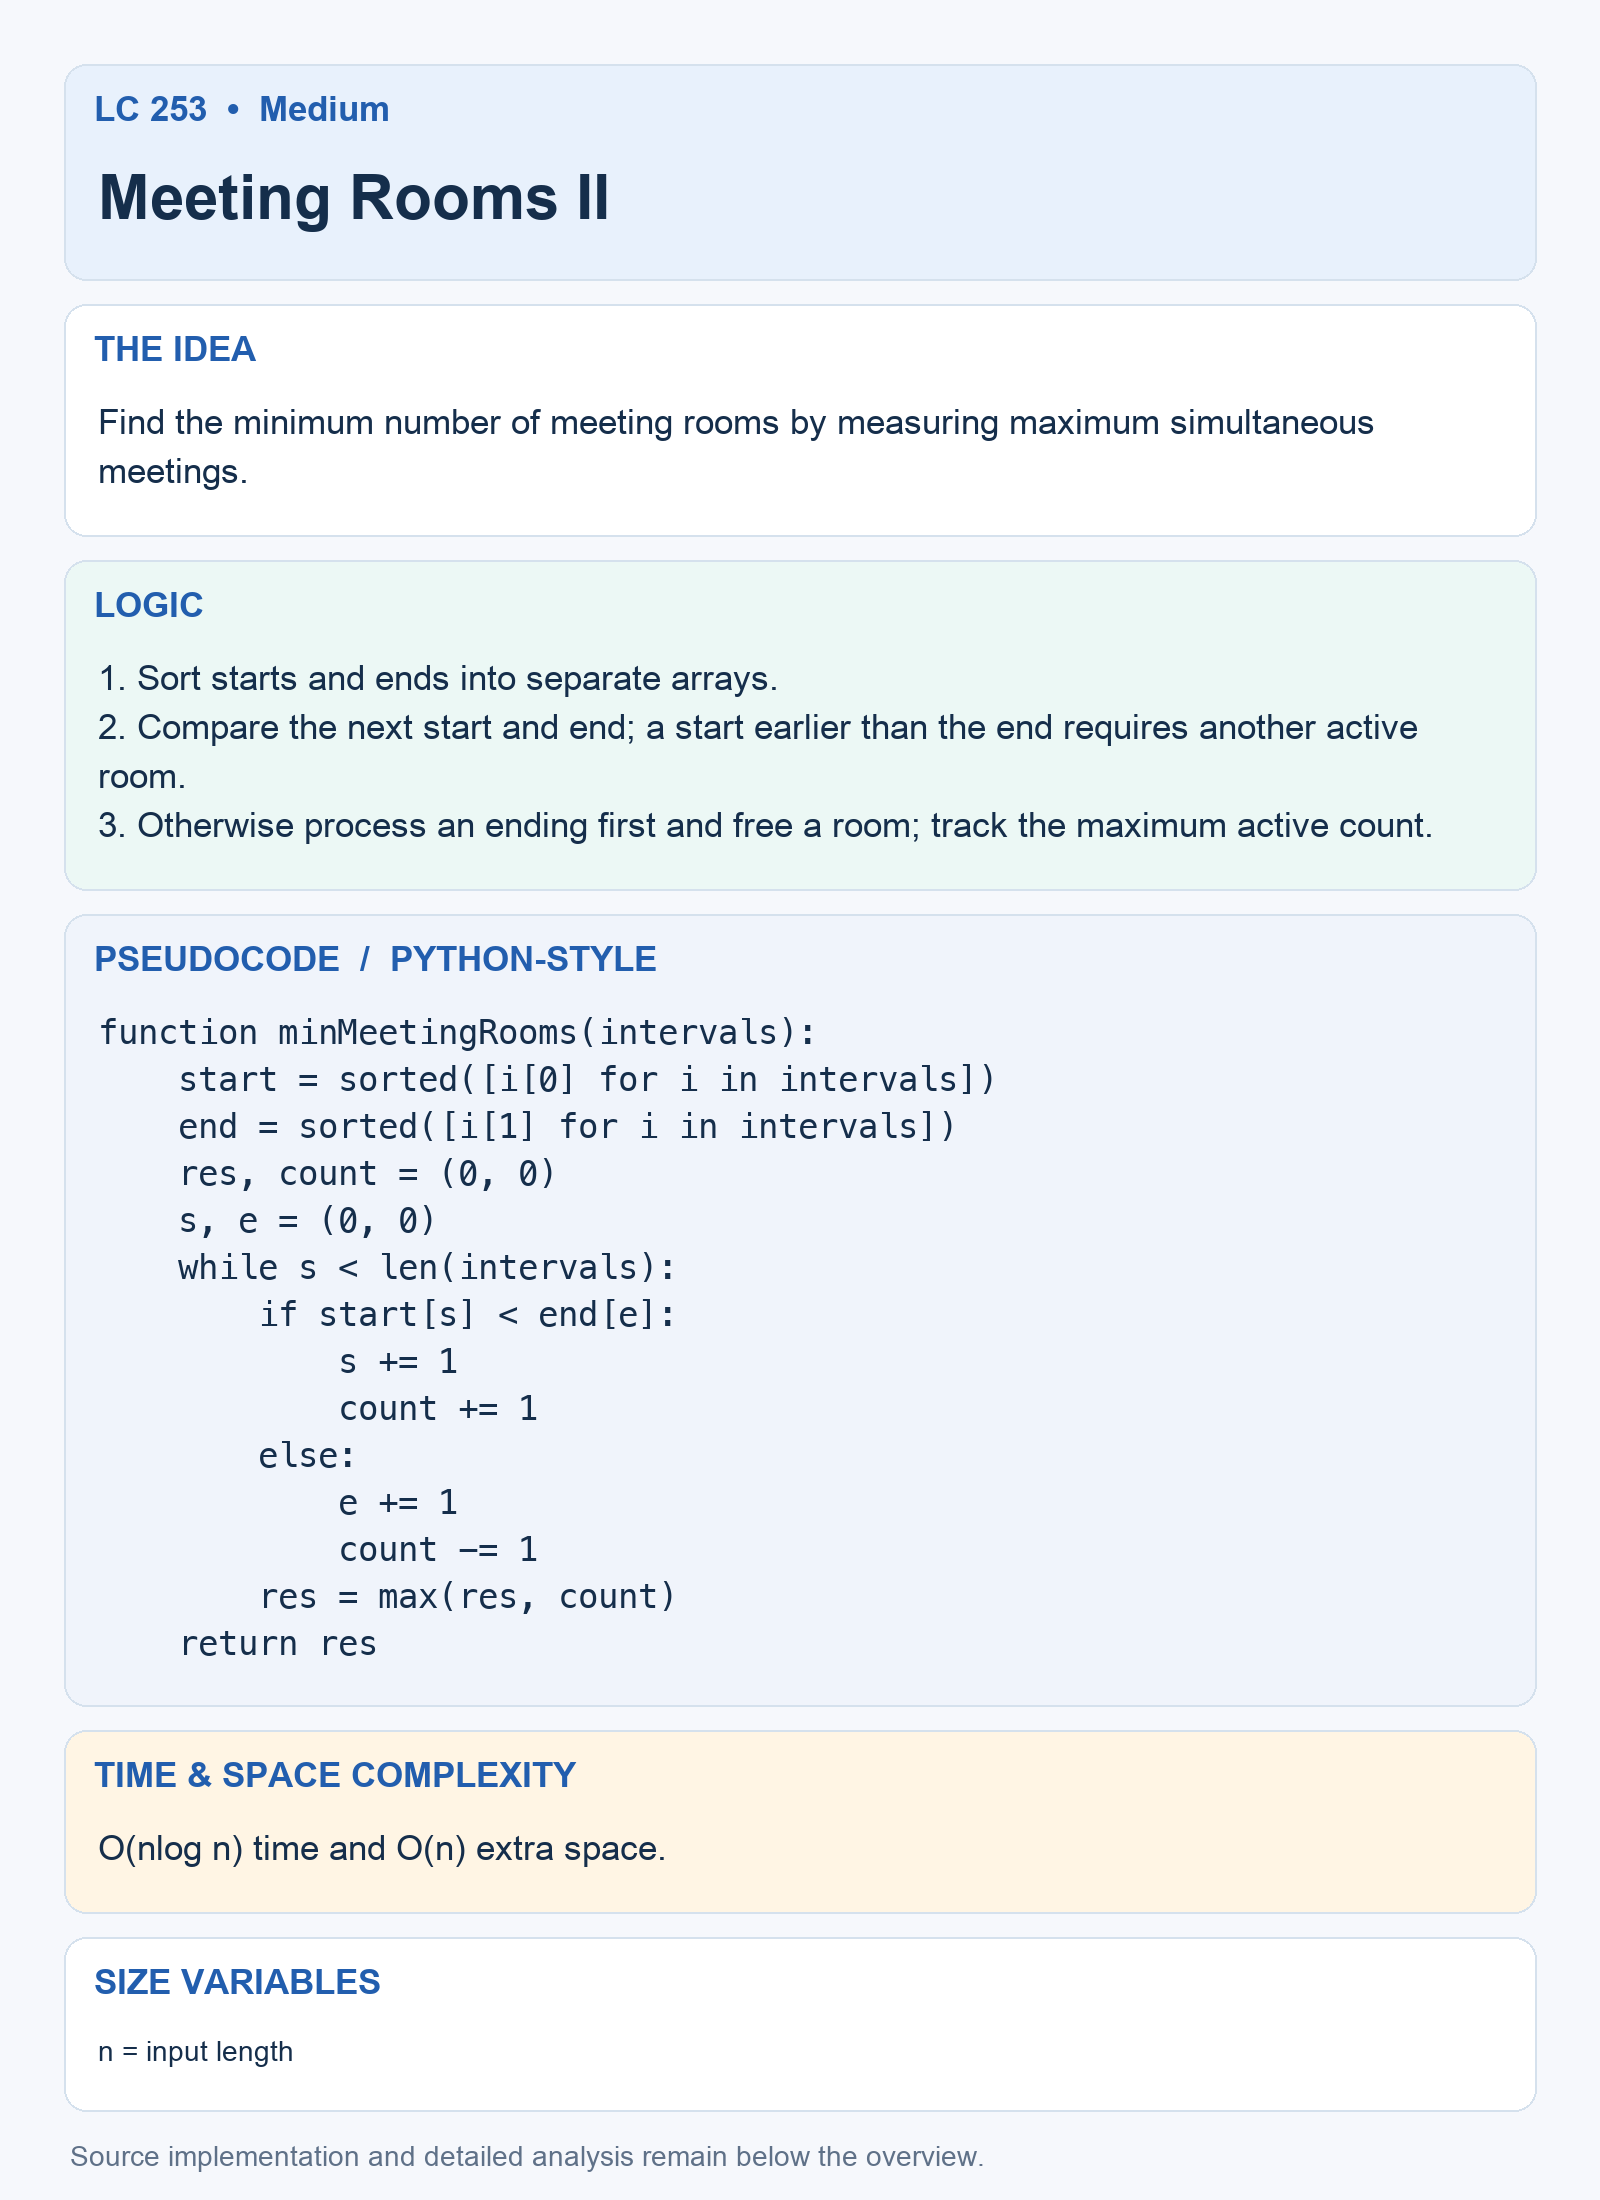 LC 253 • Medium
Meeting Rooms II
THE IDEA
Find the minimum number of meeting rooms by measuring maximum simultaneous
meetings.
LOGIC
1. Sort starts and ends into separate arrays.
2. Compare the next start and end; a start earlier than the end requires another active
room.
3. Otherwise process an ending first and free a room; track the maximum active count.
PSEUDOCODE / PYTHON-STYLE
function minMeetingRooms(intervals):
    start = sorted([i[0] for i in intervals])
    end = sorted([i[1] for i in intervals])
    res, count = (0, 0)
    s, e = (0, 0)
    while s < len(intervals):
        if start[s] < end[e]:
            s += 1
            count += 1
        else:
            e += 1
            count −= 1
        res = max(res, count)
    return res
TIME & SPACE COMPLEXITY
O(nlog n) time and O(n) extra space.
SIZE VARIABLES
n = input length
Source implementation and detailed analysis remain below the overview.